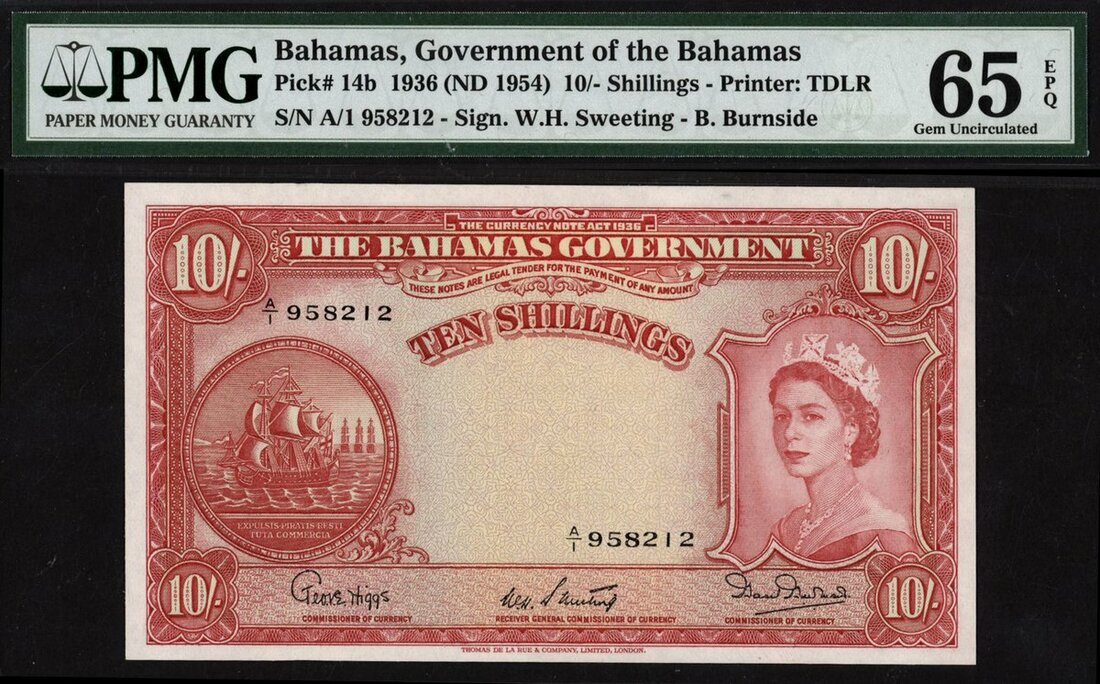 PMG
PAPER MONEY GUARANTY
Bahamas, Government of the Bahamas
Pick# 14b 1936 (ND 1954) 10/- Shillings - Printer: TDLR
S/N A/1 958212 - Sign. W.H. Sweeting - B. Burnside
65 EPQ
Gem Uncirculated
THE CURRENCY NOTE ACT 1936
10/- THE BAHAMAS GOVERNMENT 10/-
THESE NOTES ARE LEGAL TENDER FOR THE PAYMENT OF ANY AMOUNT
A/1 958212
TEN SHILLINGS
EXPULSIS PIRATIS RESTI
TUTA COMMERCIA
A/1 958212
10/- 10/-
George Higgs
COMMISSIONER OF CURRENCY
RECEIVER GENERAL COMMISSIONER OF CURRENCY
COMMISSIONER OF CURRENCY
THOMAS DE LA RUE & COMPANY, LIMITED, LONDON.